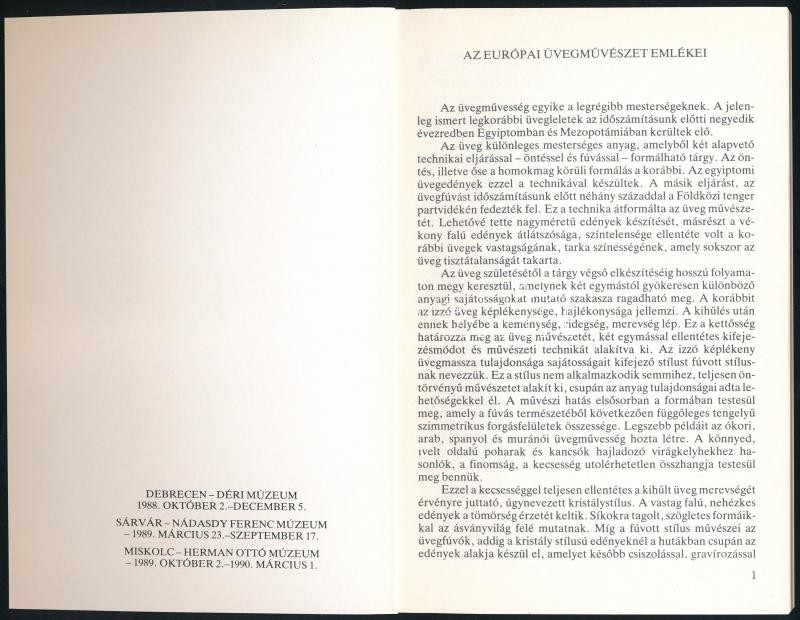 DEBRECEN – DÉRI MÚZEUM
1988. OKTÓBER 2.–DECEMBER 5.
SÁRVÁR – NÁDASDY FERENC MÚZEUM
– 1989. MÁRCIUS 23.–SZEPTEMBER 17.
MISKOLC – HERMAN OTTÓ MÚZEUM
– 1989. OKTÓBER 2.–1990. MÁRCIUS 1.
AZ EURÓPAI ÜVEGMŰVÉSZET EMLÉKEI
Az üvegművesség egyike a legrégibb mesterségeknek. A jelen-
leg ismert legkorábbi üvegleletek az időszámításunk előtti negyedik
évezredben Egyiptomban és Mezopotámiában kerültek elő.
Az üveg különleges mesterséges anyag, amelyből két alapvető
technikai eljárással – öntéssel és fúvással – formálható tárgy. Az ön-
tés, illetve őse a homokmag körüli formálás a korábbi. Az egyiptomi
üvegedények ezzel a technikával készültek. A másik eljárást, az
üvegfúvást időszámításunk előtt néhány századdal a Földközi tenger
partvidékén fedezték fel. Ez a technika átformálta az üveg művésze-
tét. Lehetővé tette nagyméretű edények készítését, másrészt a vé-
kony falú edények átlátszósága, színtelensége ellentéte volt a ko-
rábbi üvegek vastagságának, tarka színességének, amely sokszor az
üveg tisztátalanságát takarta.
Az üveg születésétől a tárgy végső elkészítéséig hosszú folyama-
ton megy keresztül, amelynek két egymástól gyökeresen különböző
anyagi sajátosságokat mutató szakasza ragadható meg. A korábbit
az izzó üveg képlékenysége, hajlékonysága jellemzi. A kihűlés után
ennek helyébe a keménység, ridegség, merevség lép. Ez a kettősség
határozza meg az üveg művészetét, két egymással ellentétes kifeje-
zésmódot és művészeti technikát alakítva ki. Az izzó képlékeny
üvegmassza tulajdonsága sajátosságait kifejező stílust fúvott stílus-
nak nevezzük. Ez a stílus nem alkalmazkodik semmihez, teljesen ön-
törvényű művészetet alakít ki, csupán az anyag tulajdonságai adta le-
hetőségekkel él. A művészi hatás elsősorban a formában testesül
meg, amely a fúvás természetéből következően függőleges tengelyű
szimmetrikus forgásfelületek összessége. Legszebb példáit az ókori,
arab, spanyol és muránói üvegművesség hozta létre. A könnyed,
ívelt oldalú poharak és kancsók hajladozó virágkelyhekhez ha-
sonlók, a finomság, a kecsesség utolérhetetlen összhangja testesül
meg bennük.
Ezzel a kecsességgel teljesen ellentétes a kihűlt üveg merevségét
érvényre juttató, úgynevezett kristálystílus. A vastag falú, nehézkes
edények a tömörség érzetét keltik. Síkokra tagolt, szögletes formáik-
kal az ásványvilág felé mutatnak. Míg a fúvott stílus művészei az
üvegfúvók, addig a kristály stílusú edényeknél a hutákban csupán az
edények alakja készül el, amelyet később csiszolással, gravírozással
1